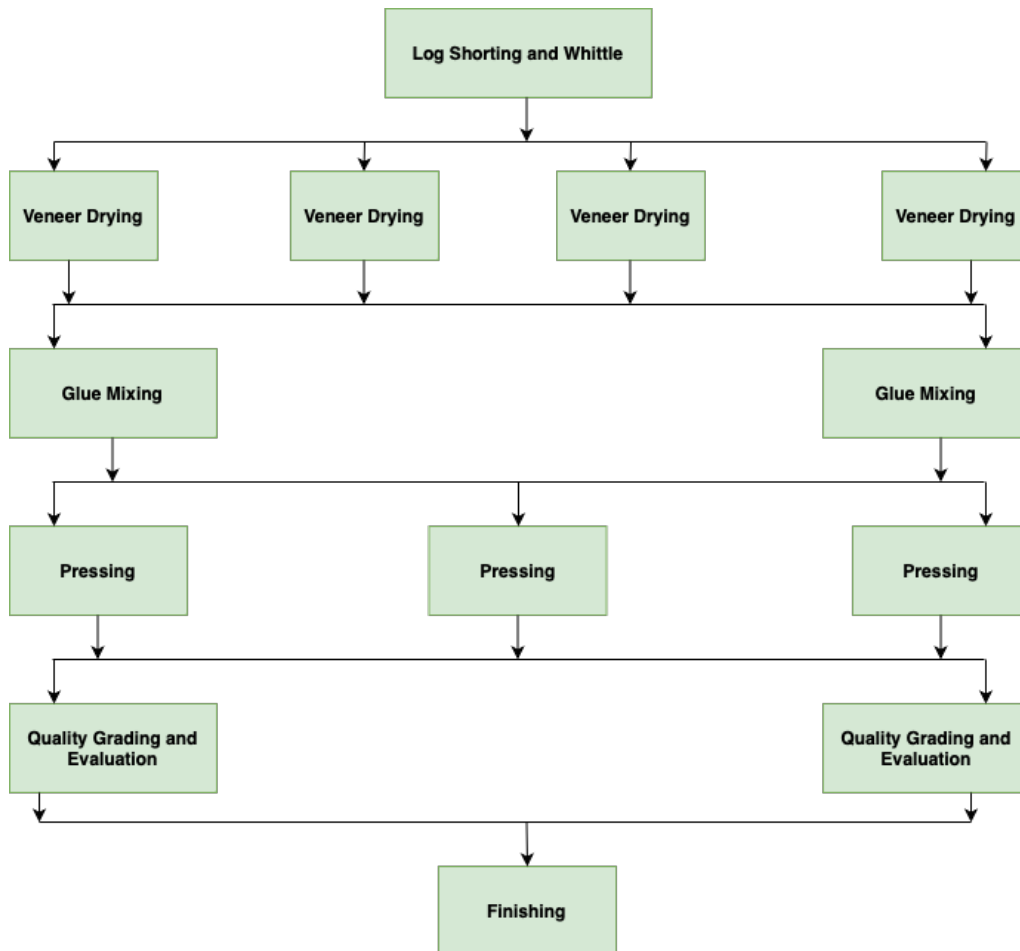 Log Shorting and Whittle
Veneer Drying
Veneer Drying
Veneer Drying
Veneer Drying
Glue Mixing
Glue Mixing
Pressing
Pressing
Pressing
Quality Grading and
Evaluation
Quality Grading and
Evaluation
Finishing